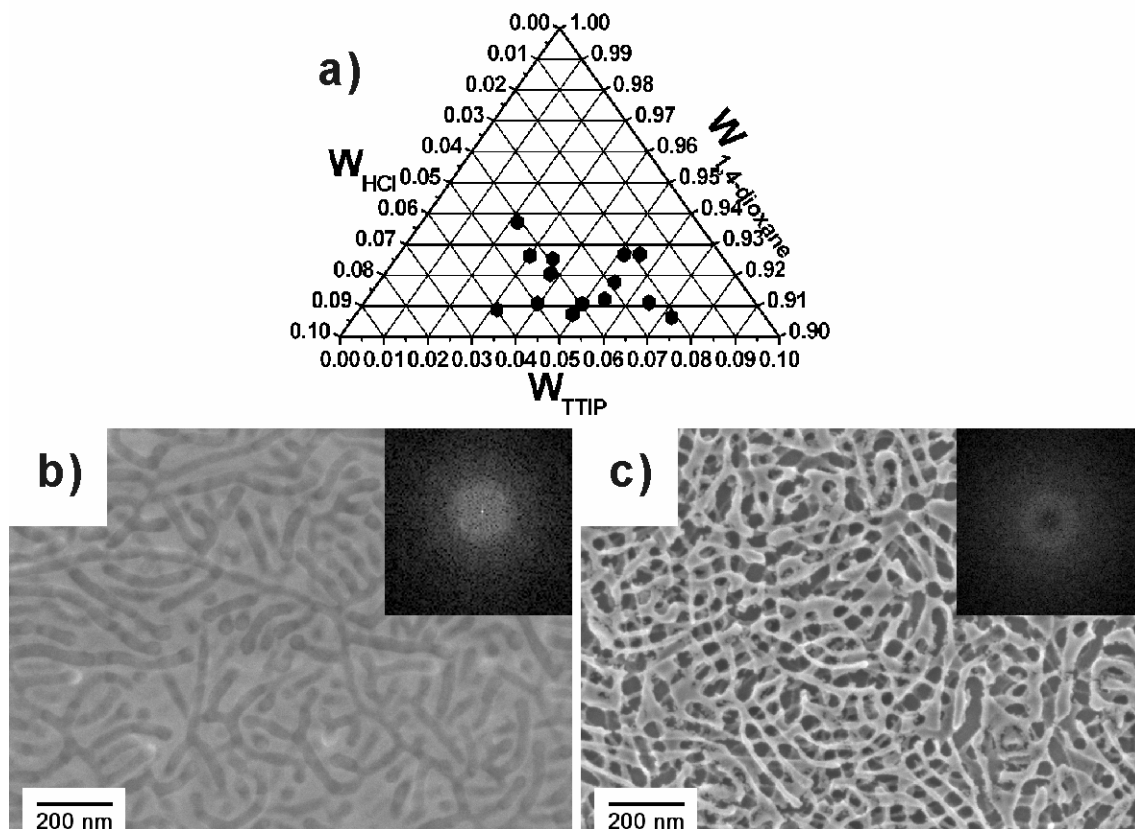 a)
0.00 1.00
0.01 0.99
0.02 0.98
0.03 0.97
0.04 0.96
0.05 0.95
0.06 0.94
0.07 0.93
0.08 0.92
0.09 0.91
0.10 0.90
W HCl
W 1,4-dioxane
0.00 0.01 0.02 0.03 0.04 0.05 0.06 0.07 0.08 0.09 0.10
W TTIP
b)
200 nm
c)
200 nm